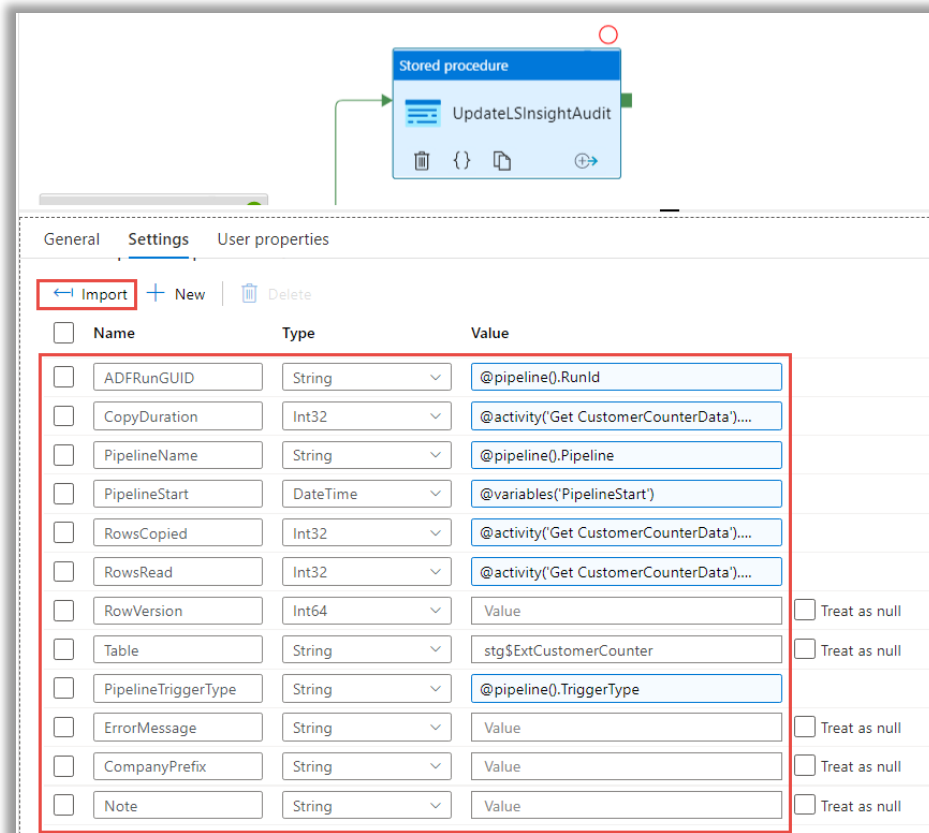 Stored procedure
UpdateLSInsightAudit
{}
General Settings User properties
Import + New Delete
Name Type Value
ADFRunGUID String @pipeline().RunId
CopyDuration Int32 @activity('Get CustomerCounterData')....
PipelineName String @pipeline().Pipeline
PipelineStart DateTime @variables('PipelineStart')
RowsCopied Int32 @activity('Get CustomerCounterData')....
RowsRead Int32 @activity('Get CustomerCounterData')....
RowVersion Int64 Value Treat as null
Table String stg$ExtCustomerCounter Treat as null
PipelineTriggerType String @pipeline().TriggerType
ErrorMessage String Value Treat as null
CompanyPrefix String Value Treat as null
Note String Value Treat as null